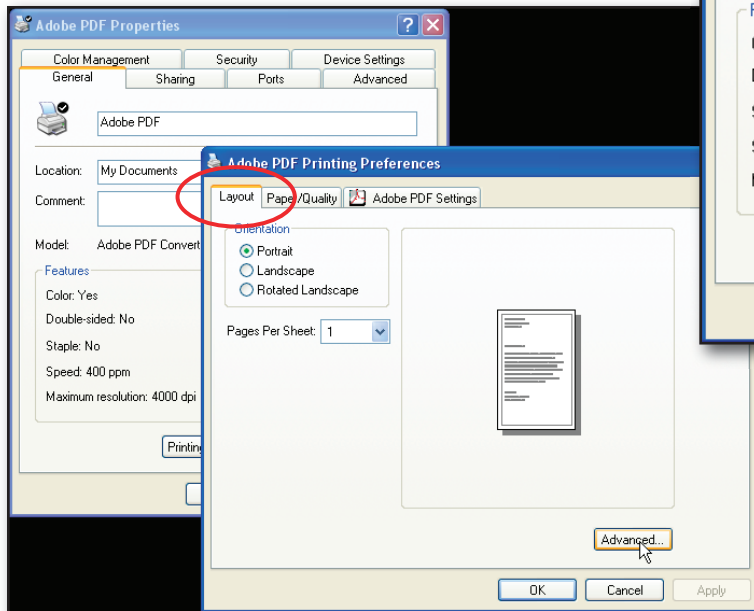 Adobe PDF Properties
Color Management Security Device Settings
General Sharing Ports Advanced
Adobe PDF
Location: My Documents
Comment:
Model: Adobe PDF Convert
Features
Color: Yes
Double-sided: No
Staple: No
Speed: 400 ppm
Maximum resolution: 4000 dpi
Printing
Adobe PDF Printing Preferences
Layout Paper/Quality Adobe PDF Settings
Orientation
Portrait
Landscape
Rotated Landscape
Pages Per Sheet: 1
Advanced...
OK Cancel Apply